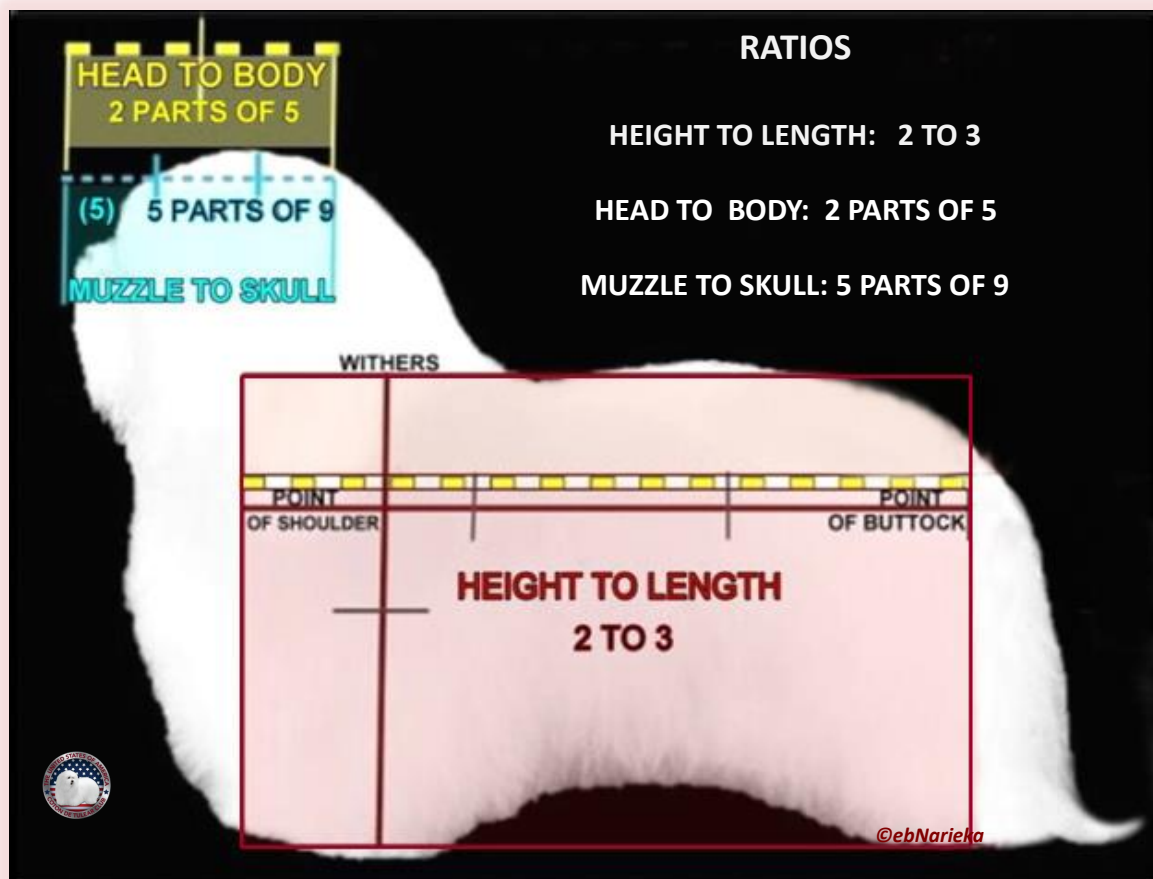 RATIOS
HEAD TO BODY
2 PARTS OF 5
HEIGHT TO LENGTH: 2 TO 3
(5) 5 PARTS OF 9
HEAD TO BODY: 2 PARTS OF 5
MUZZLE TO SKULL
MUZZLE TO SKULL: 5 PARTS OF 9
WITHERS
POINT
OF SHOULDER
POINT
OF BUTTOCK
HEIGHT TO LENGTH
2 TO 3
©ebNarieka